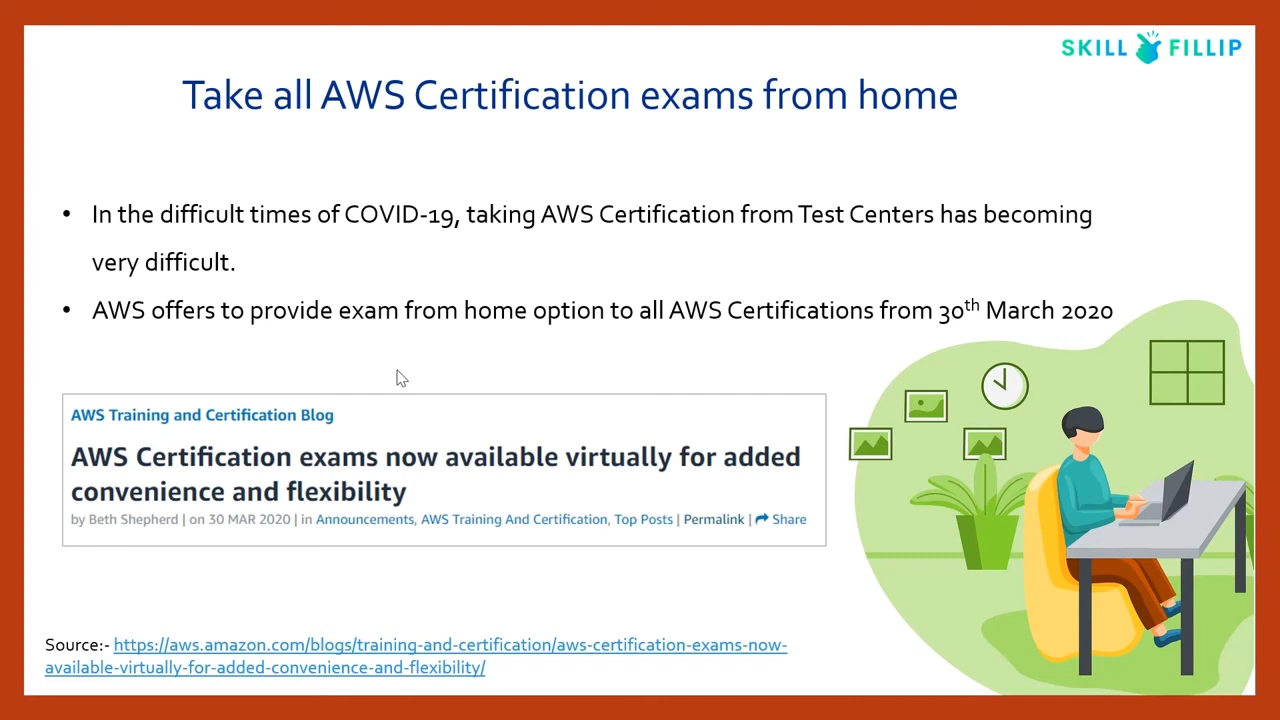 SKILL FILLIP
Take all AWS Certification exams from home
• In the difficult times of COVID-19, taking AWS Certification from Test Centers has becoming
very difficult.
• AWS offers to provide exam from home option to all AWS Certifications from 30th March 2020
AWS Training and Certification Blog
AWS Certification exams now available virtually for added
convenience and flexibility
by Beth Shepherd | on 30 MAR 2020 | in Announcements, AWS Training And Certification, Top Posts | Permalink | Share
Source:- https://aws.amazon.com/blogs/training-and-certification/aws-certification-exams-now-
available-virtually-for-added-convenience-and-flexibility/